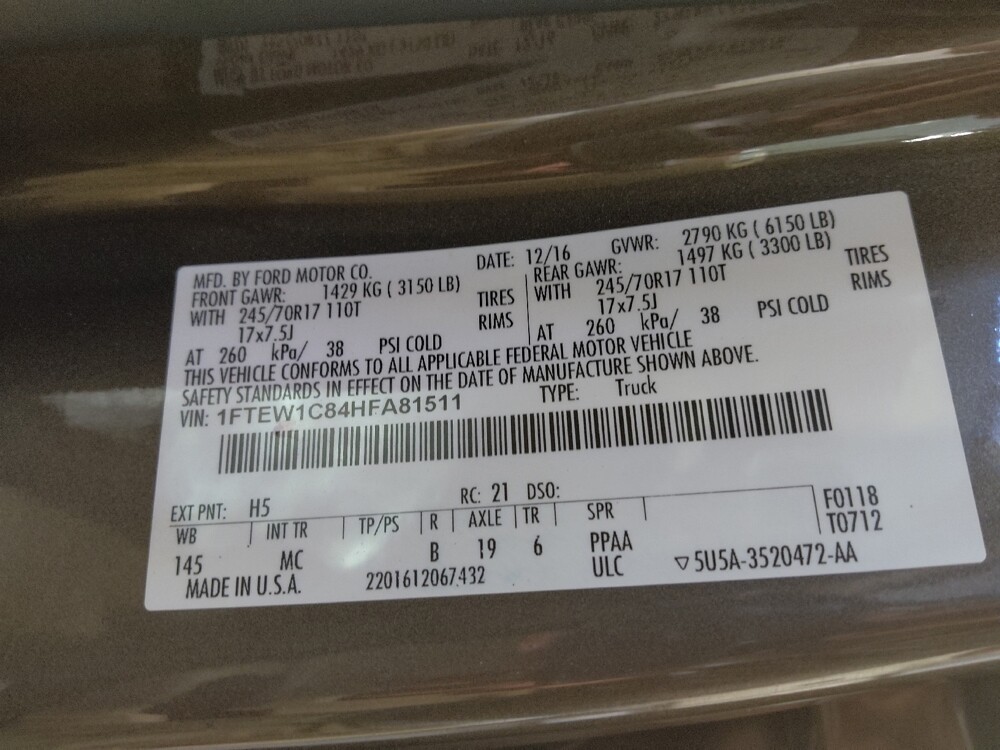 MFD. BY FORD MOTOR CO. DATE: 12/16 GVWR: 2790 KG ( 6150 LB)
FRONT GAWR: 1429 KG ( 3150 LB) REAR GAWR: 1497 KG ( 3300 LB)
WITH 245/70R17 110T TIRES WITH 245/70R17 110T TIRES
17x7.5J RIMS 17x7.5J RIMS
AT 260 kPa/ 38 PSI COLD AT 260 kPa/ 38 PSI COLD
THIS VEHICLE CONFORMS TO ALL APPLICABLE FEDERAL MOTOR VEHICLE
SAFETY STANDARDS IN EFFECT ON THE DATE OF MANUFACTURE SHOWN ABOVE.
VIN: 1FTEW1C84HFA81511 TYPE: Truck
EXT PNT: H5 RC: 21 DSO: F0118
WB INT TR TP/PS R AXLE TR SPR T0712
145 MC B 19 6 PPAA
MADE IN U.S.A. 2201612067432 ULC ▽5U5A-3520472-AA